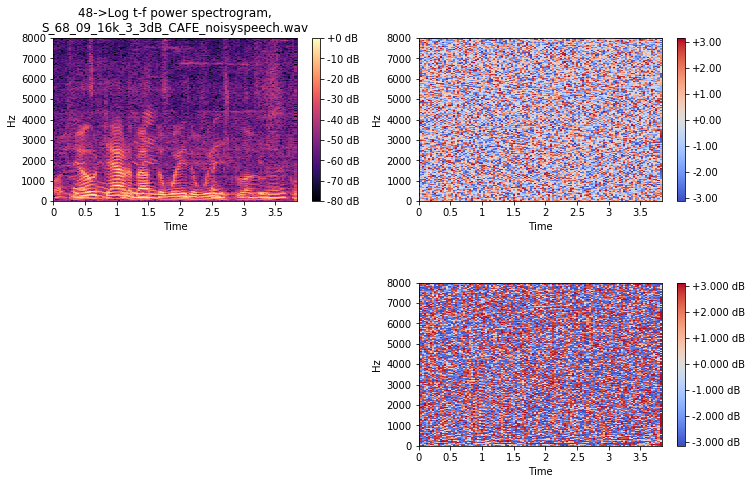 48->Log t-f power spectrogram,
S_68_09_16k_3_3dB_CAFE_noisyspeech.wav
8000
7000
6000
5000
4000
3000
2000
1000
0
Hz
0 0.5 1 1.5 2 2.5 3 3.5
Time
+0 dB
-10 dB
-20 dB
-30 dB
-40 dB
-50 dB
-60 dB
-70 dB
-80 dB
8000
7000
6000
5000
4000
3000
2000
1000
0
Hz
0 0.5 1 1.5 2 2.5 3 3.5
Time
+3.00
+2.00
+1.00
+0.00
-1.00
-2.00
-3.00
8000
7000
6000
5000
4000
3000
2000
1000
0
Hz
0 0.5 1 1.5 2 2.5 3 3.5
Time
+3.000 dB
+2.000 dB
+1.000 dB
+0.000 dB
-1.000 dB
-2.000 dB
-3.000 dB